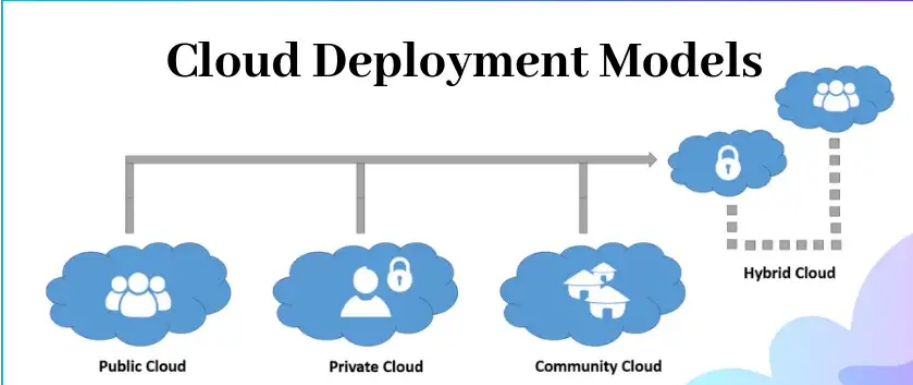 Cloud Deployment Models
Hybrid Cloud
Public Cloud
Private Cloud
Community Cloud